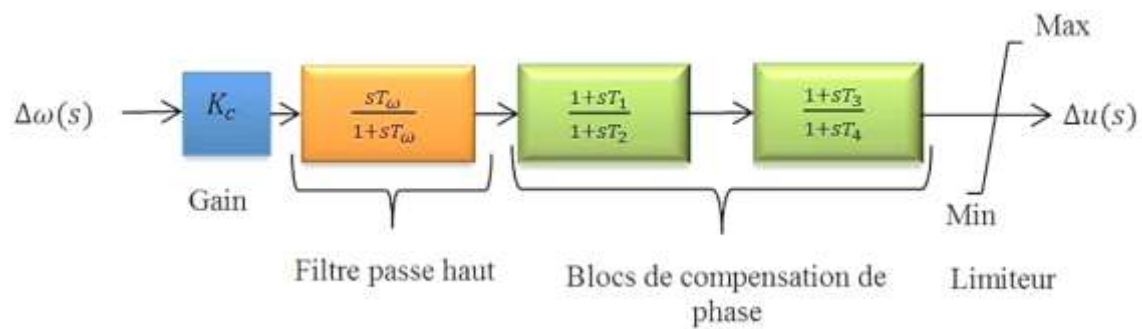 Max
Δω(s)
K_c
sT_ω
1+sT_ω
1+sT_1
1+sT_2
1+sT_3
1+sT_4
Δu(s)
Gain
Min
Filtre passe haut
Blocs de compensation de
phase
Limiteur